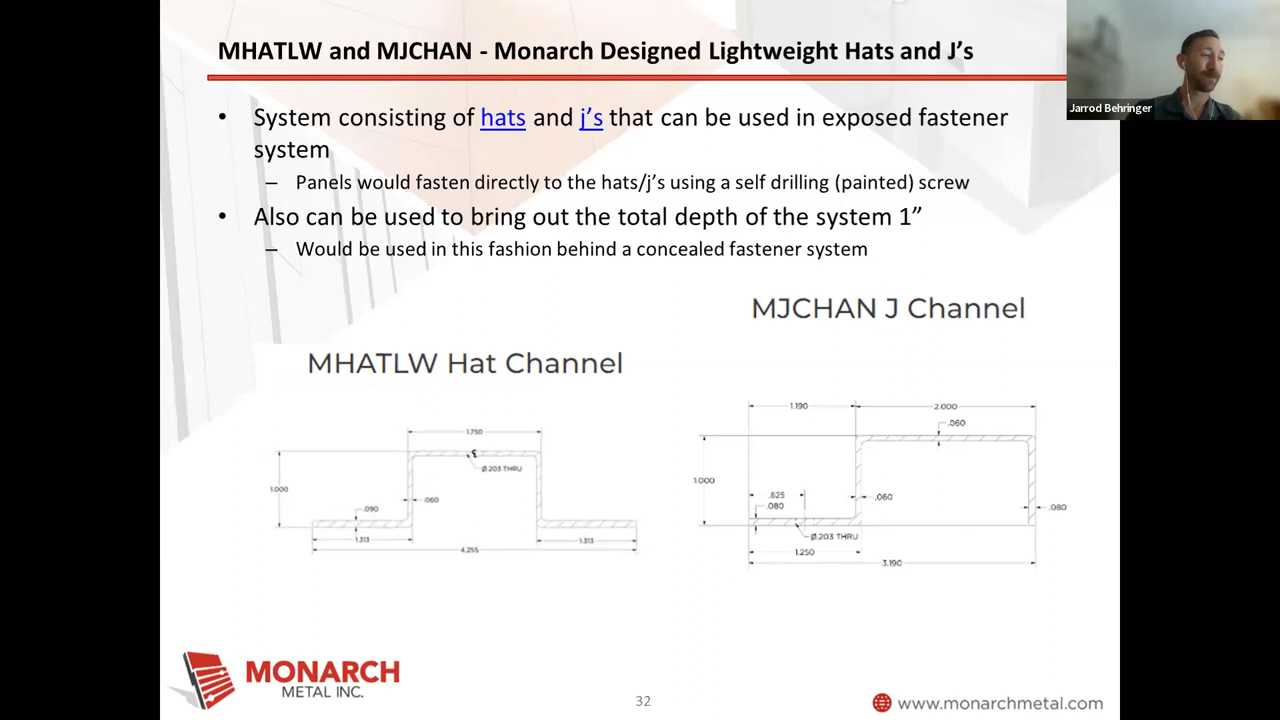 MHATLW and MJCHAN - Monarch Designed Lightweight Hats and J’s
Jarrod Behringer
• System consisting of hats and j’s that can be used in exposed fastener
system
– Panels would fasten directly to the hats/j’s using a self drilling (painted) screw
• Also can be used to bring out the total depth of the system 1”
– Would be used in this fashion behind a concealed fastener system
MJCHAN J Channel
MHATLW Hat Channel
1.190
2.000
.060
1.750
Ø.203 THRU
1.000
.090
.060
1.313
1.313
4.255
1.000
.625
.080
.060
.080
Ø.203 THRU
1.250
3.190
MONARCH
METAL INC.
32
www.monarchmetal.com